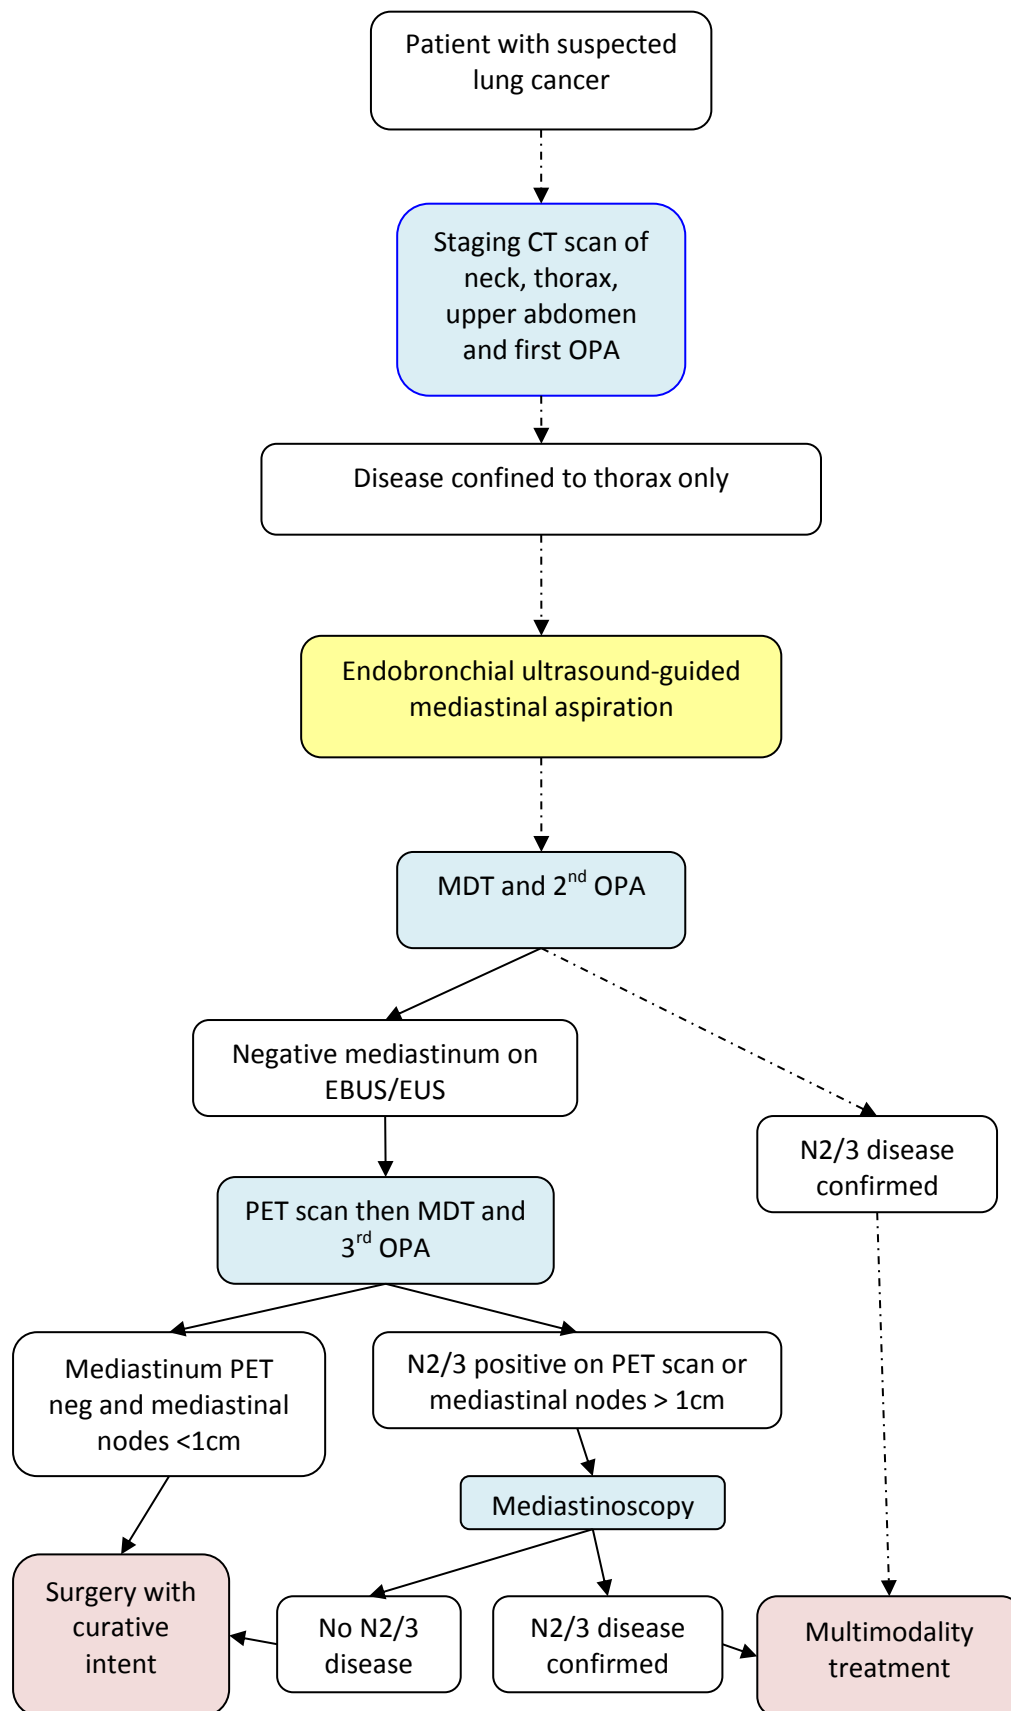 Patient with suspected
lung cancer
Staging CT scan of
neck, thorax,
upper abdomen
and first OPA
Disease confined to thorax only
Endobronchial ultrasound-guided
mediastinal aspiration
MDT and 2nd OPA
Negative mediastinum on
EBUS/EUS
N2/3 disease
confirmed
PET scan then MDT and
3rd OPA
Mediastinum PET
neg and mediastinal
nodes <1cm
N2/3 positive on PET scan or
mediastinal nodes > 1cm
Mediastinoscopy
Surgery with
curative
intent
No N2/3
disease
N2/3 disease
confirmed
Multimodality
treatment